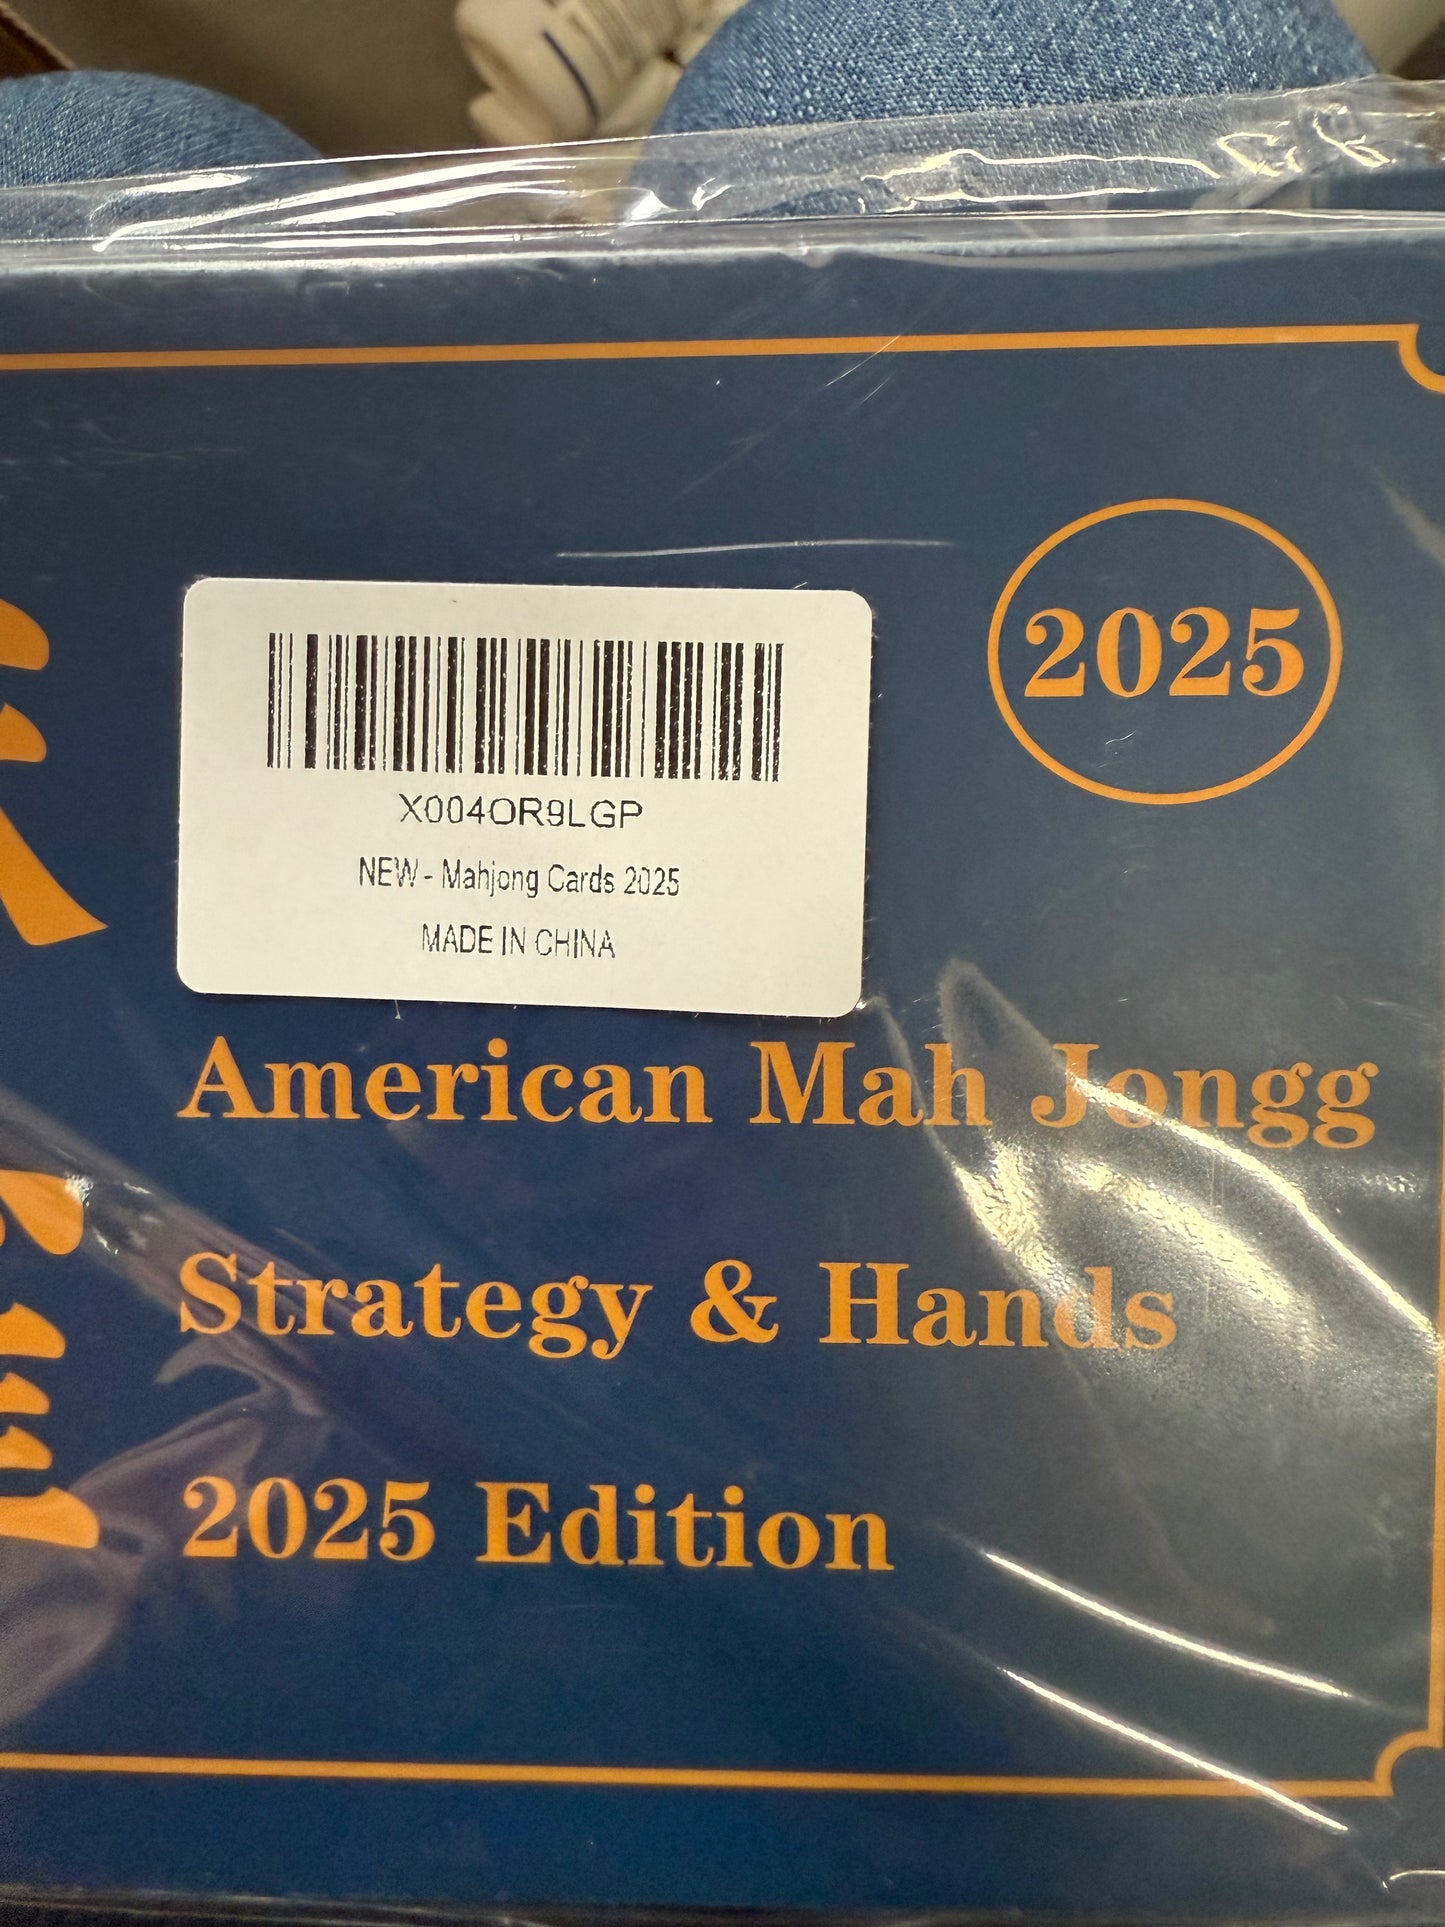 2025
X004OR9LGP
NEW - Mahjong Cards 2025
MADE IN CHINA
American Mah Jongg
Strategy & Hands
2025 Edition